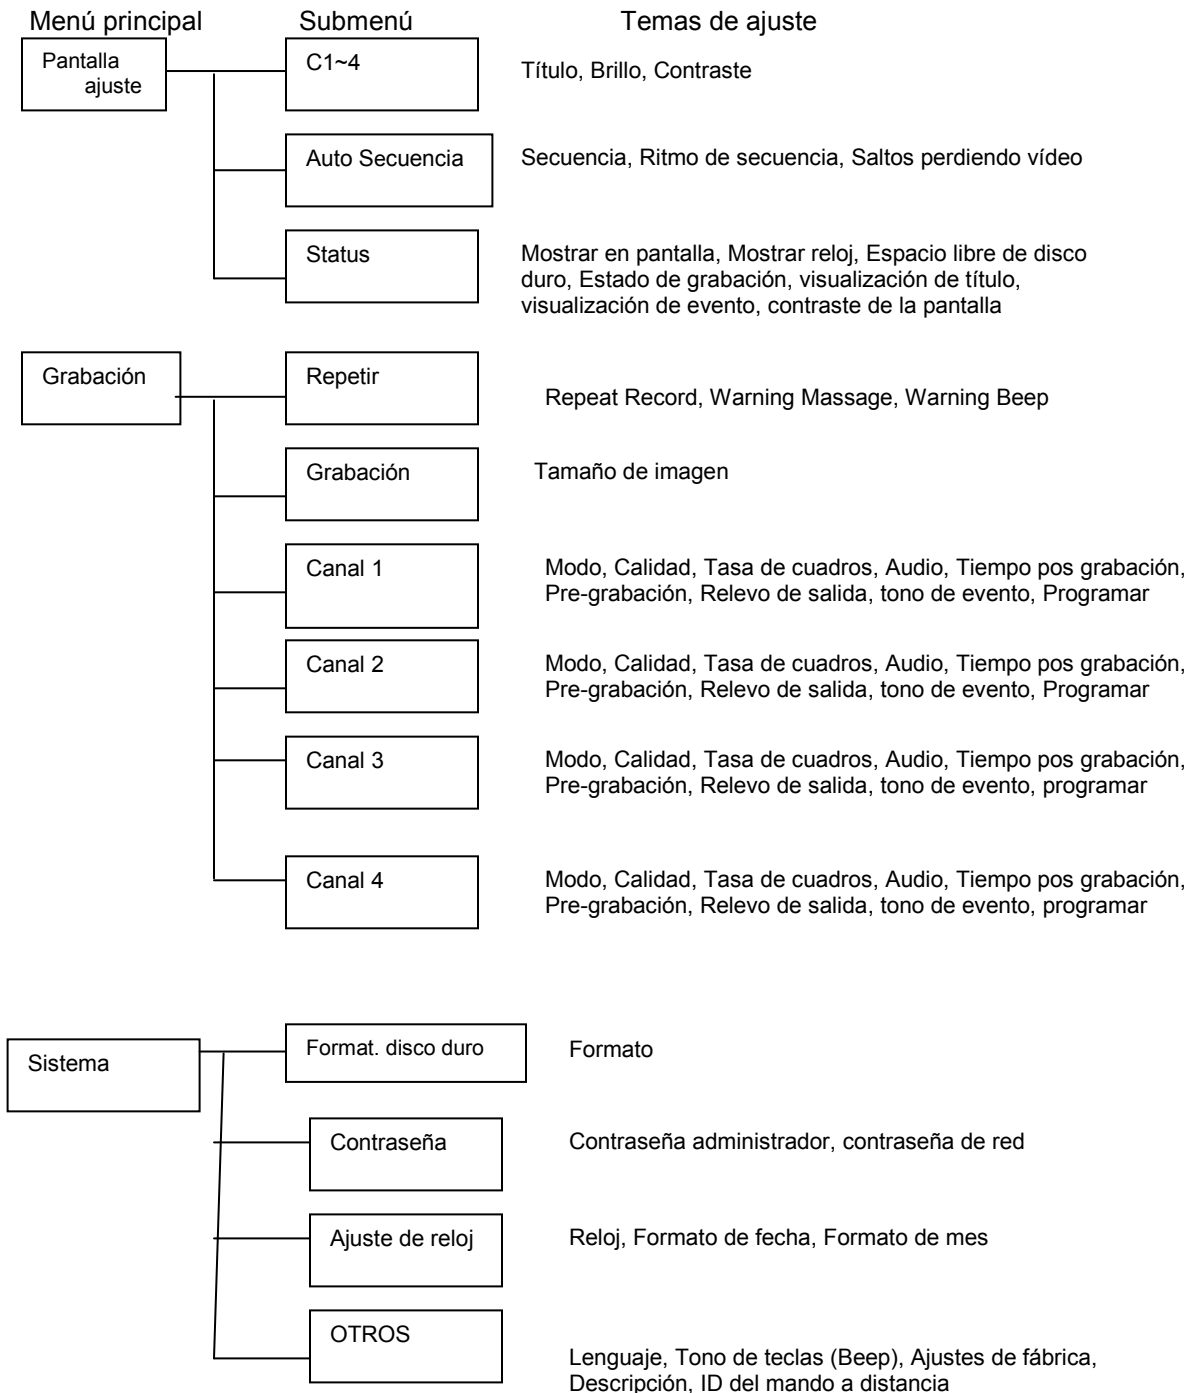 Menú principal Submenú Temas de ajuste
Pantalla
ajuste
C1~4
Título, Brillo, Contraste
Auto Secuencia
Secuencia, Ritmo de secuencia, Saltos perdiendo vídeo
Status
Mostrar en pantalla, Mostrar reloj, Espacio libre de disco
duro, Estado de grabación, visualización de título,
visualización de evento, contraste de la pantalla
Grabación
Repetir
Repeat Record, Warning Massage, Warning Beep
Grabación
Tamaño de imagen
Canal 1
Modo, Calidad, Tasa de cuadros, Audio, Tiempo pos grabación,
Pre-grabación, Relevo de salida, tono de evento, Programar
Canal 2
Modo, Calidad, Tasa de cuadros, Audio, Tiempo pos grabación,
Pre-grabación, Relevo de salida, tono de evento, Programar
Canal 3
Modo, Calidad, Tasa de cuadros, Audio, Tiempo pos grabación,
Pre-grabación, Relevo de salida, tono de evento, programar
Canal 4
Modo, Calidad, Tasa de cuadros, Audio, Tiempo pos grabación,
Pre-grabación, Relevo de salida, tono de evento, programar
Sistema
Format. disco duro
Formato
Contraseña
Contraseña administrador, contraseña de red
Ajuste de reloj
Reloj, Formato de fecha, Formato de mes
OTROS
Lenguaje, Tono de teclas (Beep), Ajustes de fábrica,
Descripción, ID del mando a distancia